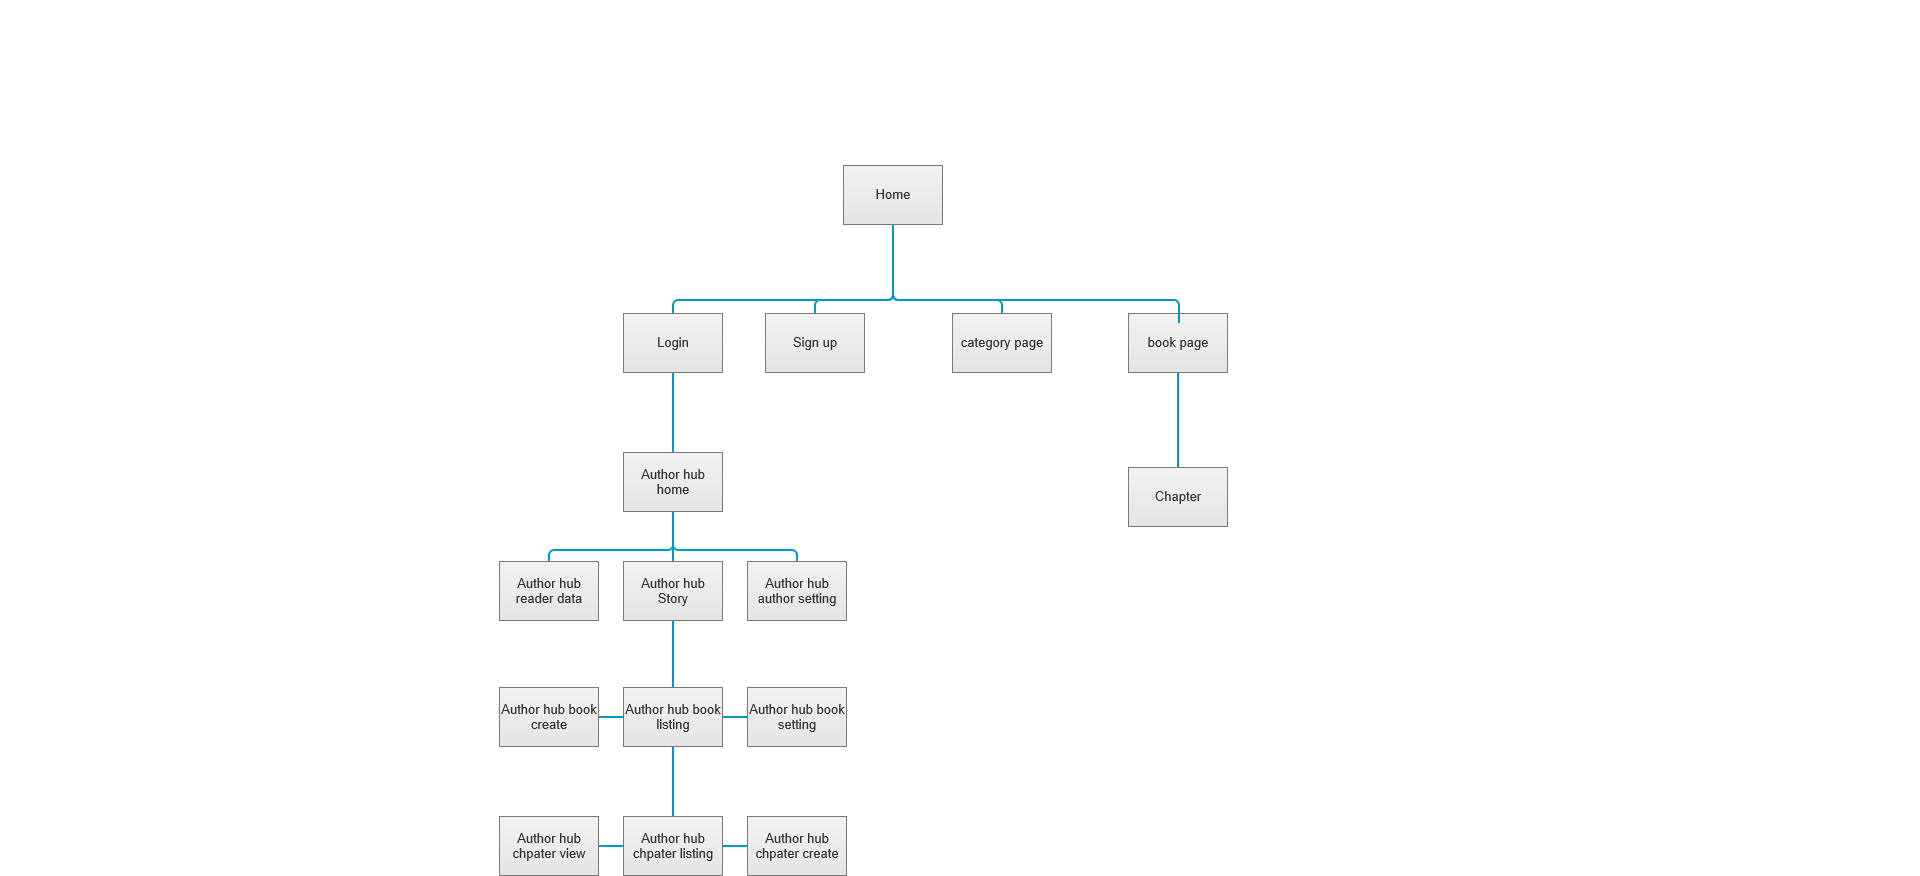 Home
Login
Sign up
category page
book page
Author hub
home
Chapter
Author hub
reader data
Author hub
Story
Author hub
author setting
Author hub book
create
Author hub book
listing
Author hub book
setting
Author hub
chpater view
Author hub
chpater listing
Author hub
chpater create